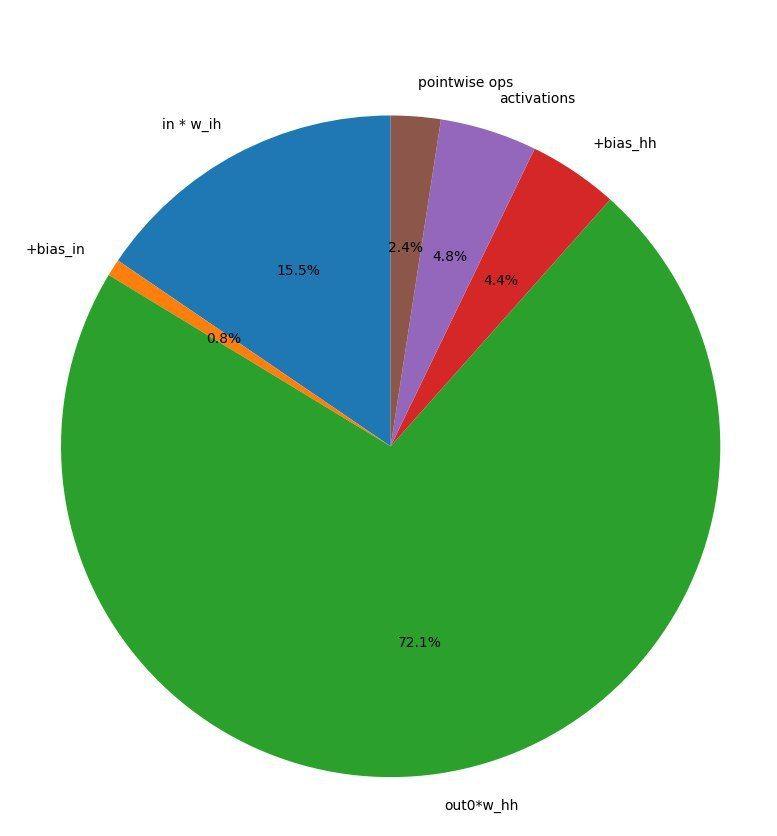 pointwise ops
activations
in * w_ih
+bias_hh
+bias_in
2.4%
4.8%
15.5%
4.4%
0.8%
72.1%
out0*w_hh